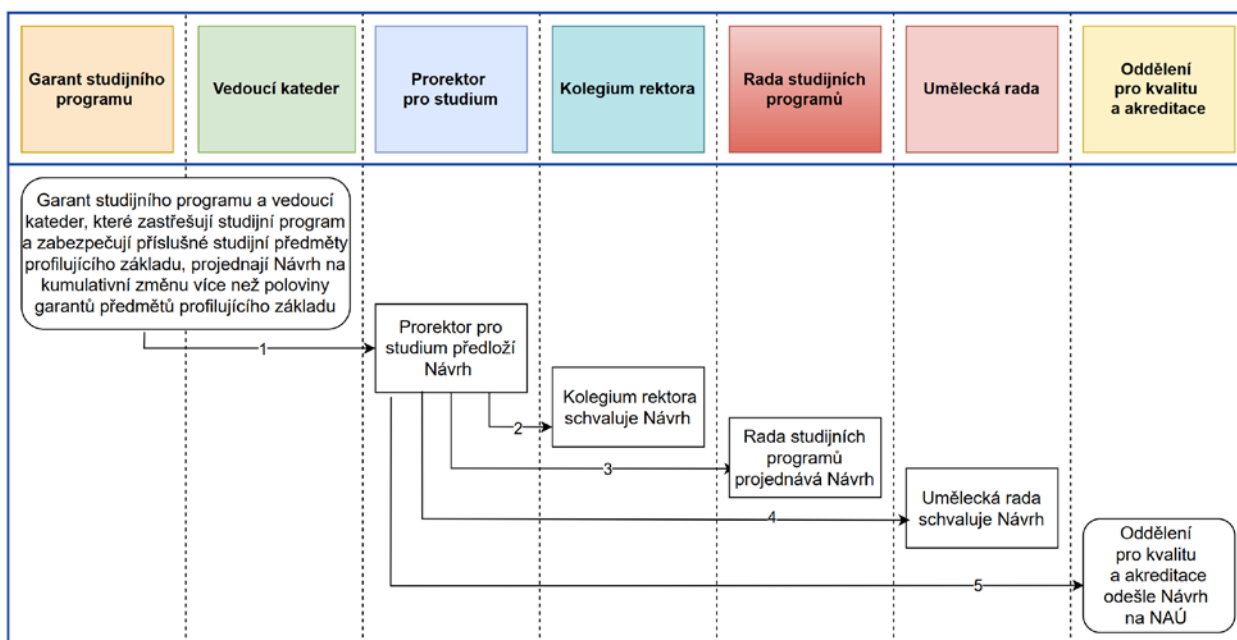 Garant studijního
programu
Vedoucí kateder
Prorektor
pro studium
Kolegium rektora
Rada studijních
programů
Umělecká rada
Oddělení
pro kvalitu
a akreditace
Garant studijního programu a vedoucí
kateder, které zastřešují studijní program
a zabezpečují příslušné studijní předměty
profilujícího základu, projednají Návrh na
kumulativní změnu více než poloviny
garantů předmětů profilujícího základu
1
Prorektor pro
studium předloží
Návrh
2
Kolegium rektora
schvaluje Návrh
3
Rada studijních
programů
projednává Návrh
4
Umělecká rada
schvaluje Návrh
5
Oddělení
pro kvalitu
a akreditace
odešle Návrh
na NAÚ